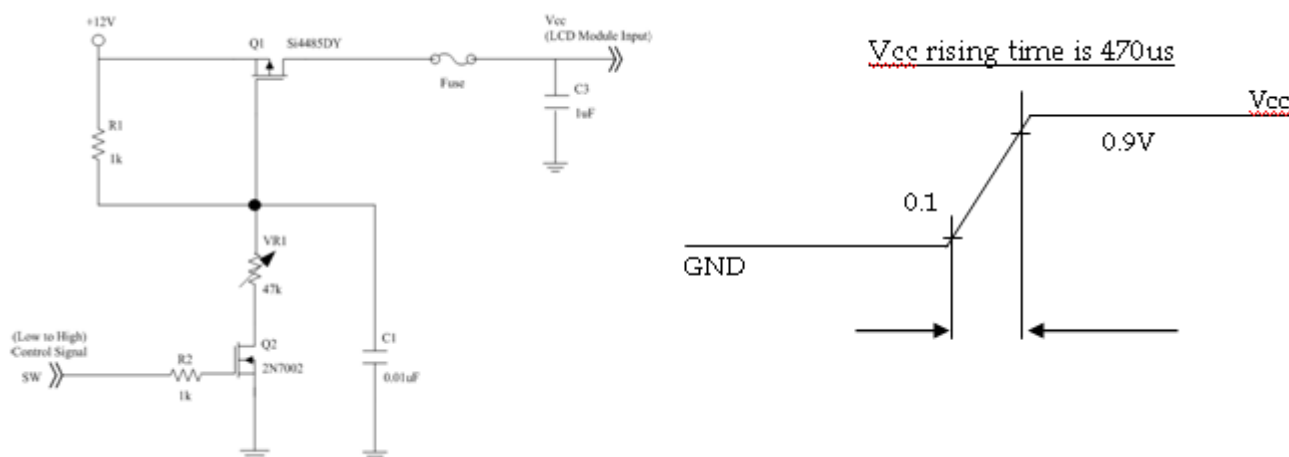 +12V
Q1
Si4485DY
Vcc
(LCD Module Input)
Fuse
C3
1uF
R1
1k
VR1
47k
(Low to High)
Control Signal
SW
R2
1k
Q2
2N7002
C1
0.01uF
Vcc rising time is 470us
Vcc
0.9V
0.1
GND